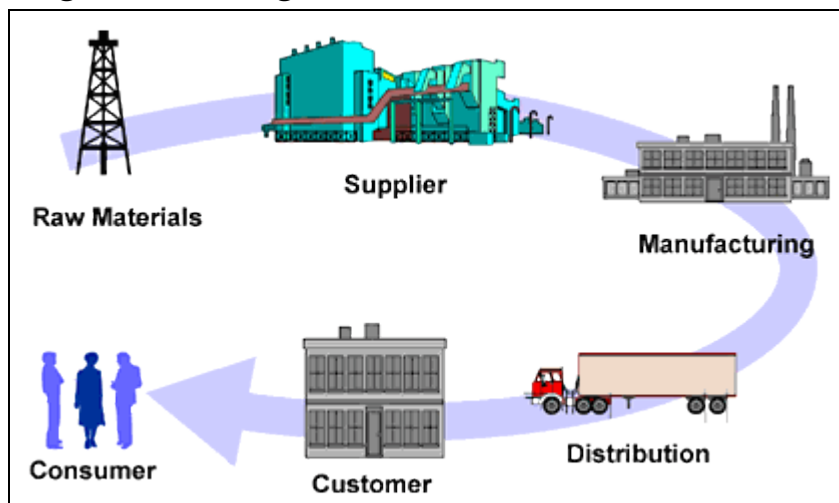 Raw Materials
Supplier
Manufacturing
Distribution
Customer
Consumer